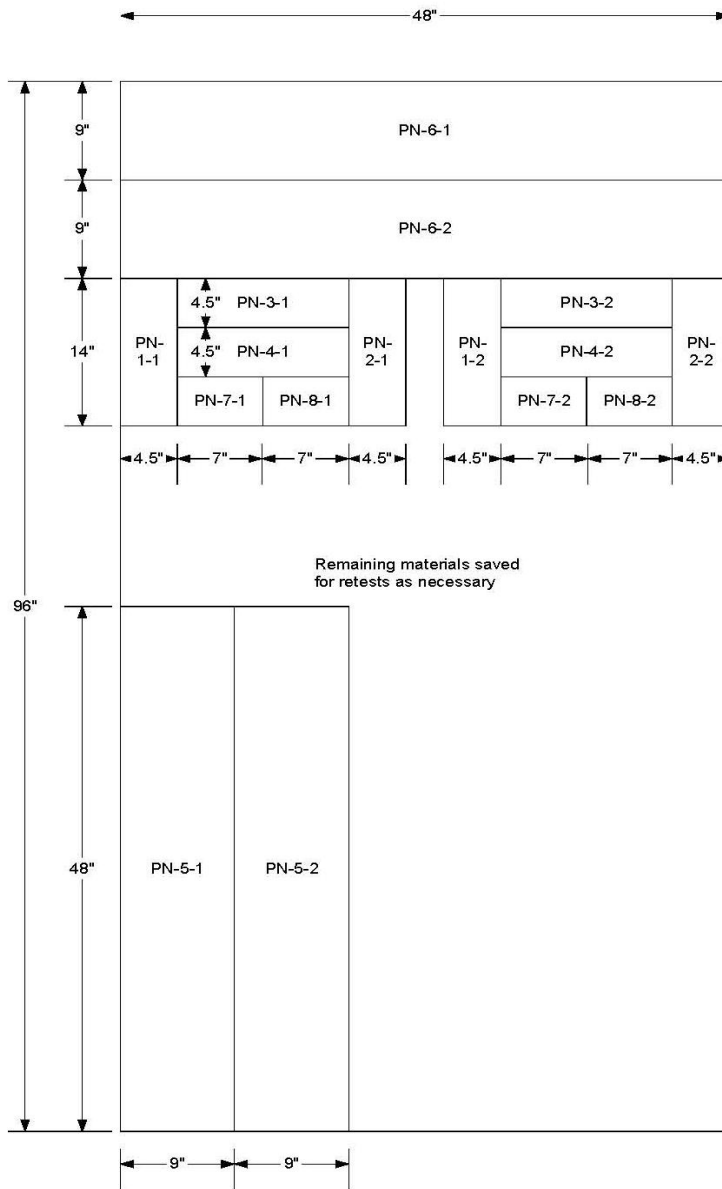 48"
9"
PN-6-1
9"
PN-6-2
14"
PN-
1-1
4.5"
PN-3-1
4.5"
PN-4-1
PN-7-1
PN-8-1
PN-
2-1
PN-
1-2
PN-3-2
PN-4-2
PN-7-2
PN-8-2
PN-
2-2
4.5"
7"
7"
4.5"
4.5"
7"
7"
4.5"
Remaining materials saved
for retests as necessary
96"
48"
PN-5-1
PN-5-2
9"
9"